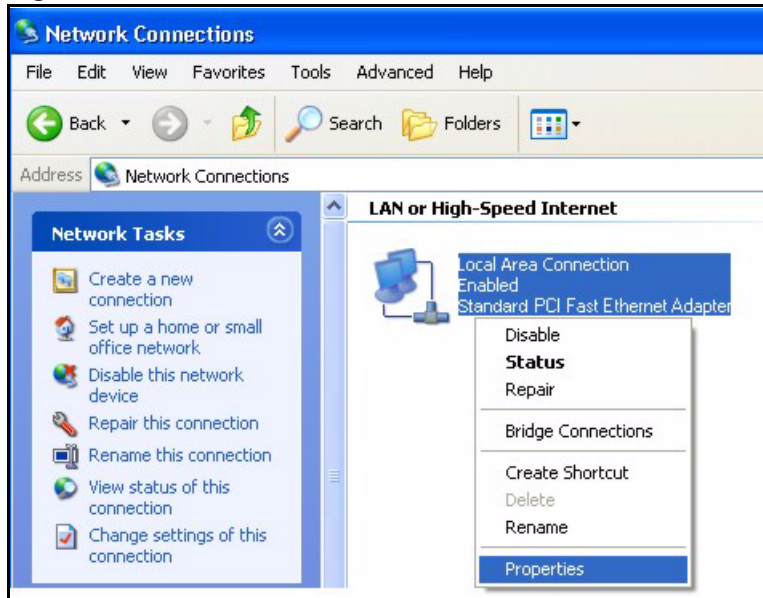 Network Connections
File Edit View Favorites Tools Advanced Help
Back Search Folders
Address Network Connections
Network Tasks
Create a new
connection
Set up a home or small
office network
Disable this network
device
Repair this connection
Rename this connection
View status of this
connection
Change settings of this
connection
LAN or High-Speed Internet
Local Area Connection
Enabled
Standard PCI Fast Ethernet Adapter
Disable
Status
Repair
Bridge Connections
Create Shortcut
Delete
Rename
Properties